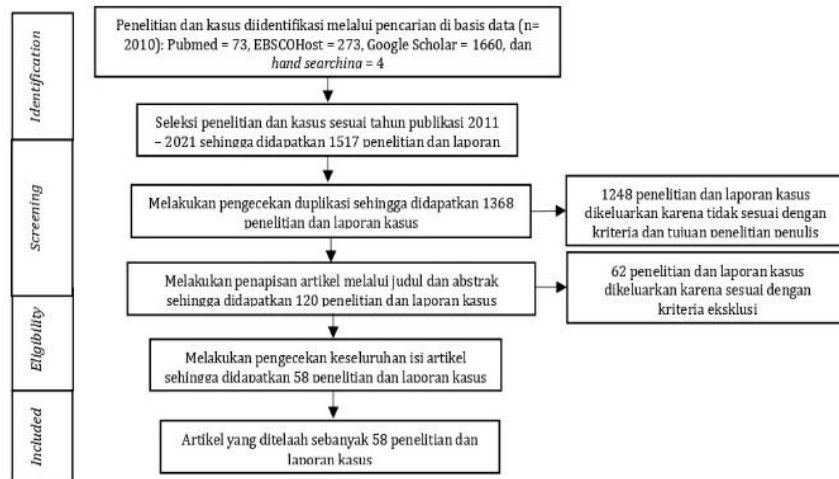 Identification
Penelitian dan kasus diidentifikasi melalui pencarian di basis data (n=
2010): Pubmed = 73, EBSCOHost = 273, Google Scholar = 1660, dan
hand searchina = 4
Seleksi penelitian dan kasus sesuai tahun publikasi 2011
– 2021 sehingga didapatkan 1517 penelitian dan laporan
Screening
Melakukan pengecekan duplikasi sehingga didapatkan 1368
penelitian dan laporan kasus
1248 penelitian dan laporan kasus
dikeluarkan karena tidak sesuai dengan
kriteria dan tujuan penelitian penulis
Melakukan penapisan artikel melalui judul dan abstrak
sehingga didapatkan 120 penelitian dan laporan kasus
62 penelitian dan laporan kasus
dikeluarkan karena sesuai dengan
kriteria eksklusi
Eligibility
Melakukan pengecekan keseluruhan isi artikel
sehingga didapatkan 58 penelitian dan laporan kasus
Included
Artikel yang ditelaah sebanyak 58 penelitian dan
laporan kasus